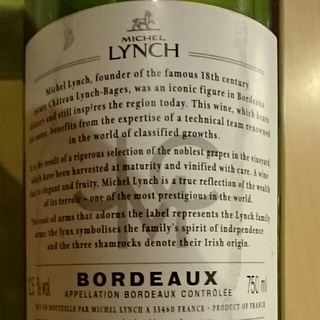 MICHEL
LYNCH
Michel Lynch, founder of the famous 18th century
estate Château Lynch-Bages, was an iconic figure in Bordeaux
history and still inspires the region today. This wine, which bears
his name, benefits from the expertise of a technical team renowned
in the world of classified growths.
It is the result of a rigorous selection of the noblest grapes in the vineyard,
which have been harvested at maturity and vinified with care. A wine
that is elegant and fruity, Michel Lynch is a true reflection of the wealth
of its terroir - one of the most prestigious in the world.
The coat of arms that adorns the label represents the Lynch family
arms: the lynx symbolises the family's spirit of independence
and the three shamrocks denote their Irish origin.
BORDEAUX
% vol. APPELLATION BORDEAUX CONTRÔLÉE 750 ml
MIS EN BOUTEILLE PAR MICHEL LYNCH À 33460 FRANCE - PRODUCT OF FRANCE